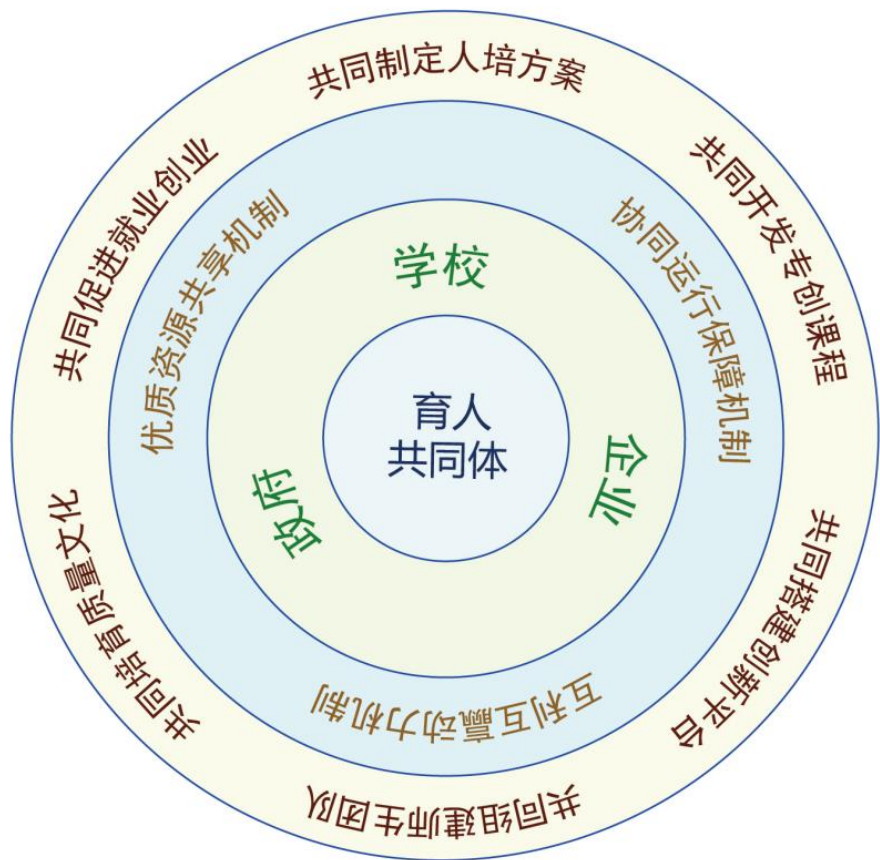 共同制定人培方案
共同开发专创课程
共同搭建创新平台
共同组建师生团队
共同培育质量文化
共同促进就业创业
协同运行保障机制
互利互赢动力机制
优质资源共享机制
学校
企业
政府
育人
共同体